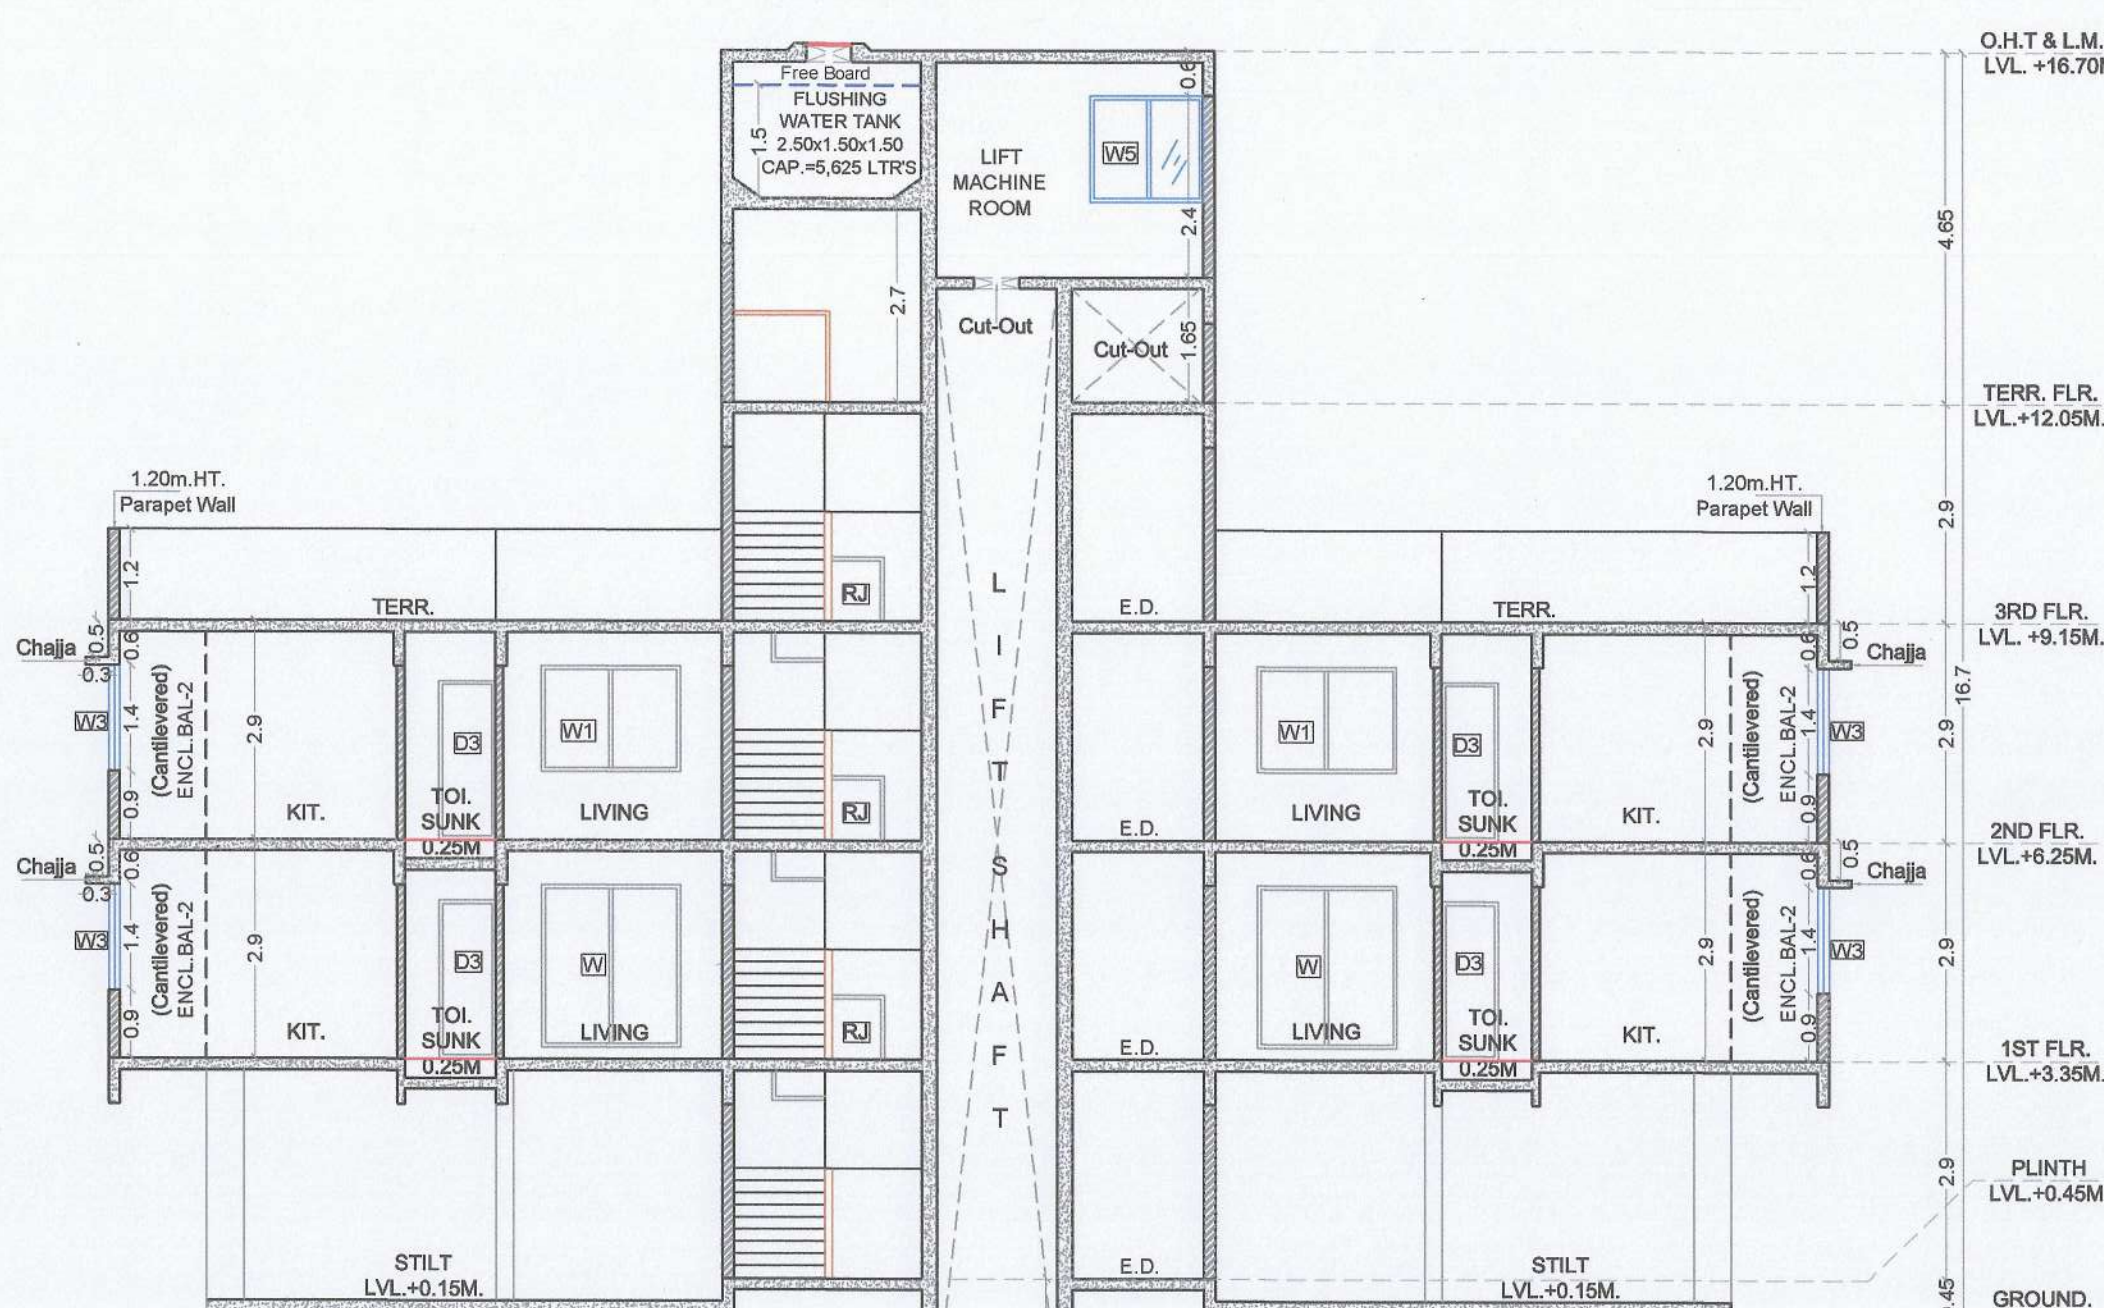 O.H.T & L.M.
LVL. +16.70
Free Board
FLUSHING
WATER TANK
2.50x1.50x1.50
CAP.=5,625 LTR'S
1.5
0.6
W5
LIFT
MACHINE
ROOM
2.4
4.65
2.7
Cut-Out
Cut-Out
1.65
TERR. FLR.
LVL.+12.05M.
1.20m.HT.
Parapet Wall
1.20m.HT.
Parapet Wall
2.9
1.2
TERR.
RJ
LIFT SHAFT
E.D.
TERR.
1.2
3RD FLR.
LVL. +9.15M.
Chajja
0.5
0.6
0.3
W3
1.4
0.9
(Cantilevered)
ENCL.BAL-2
2.9
KIT.
D3
TOI.
SUNK
0.25M
W1
LIVING
RJ
E.D.
W1
LIVING
D3
TOI.
SUNK
0.25M
KIT.
2.9
(Cantilevered)
ENCL.BAL-2
0.6
1.4
0.9
0.5
Chajja
W3
2.9
16.7
2ND FLR.
LVL.+6.25M.
Chajja
0.5
0.6
0.3
W3
1.4
0.9
(Cantilevered)
ENCL.BAL-2
2.9
KIT.
D3
TOI.
SUNK
0.25M
W
LIVING
RJ
E.D.
W
LIVING
D3
TOI.
SUNK
0.25M
KIT.
2.9
(Cantilevered)
ENCL.BAL-2
0.6
1.4
0.9
0.5
Chajja
W3
2.9
1ST FLR.
LVL.+3.35M.
2.9
PLINTH
LVL.+0.45M
STILT
LVL.+0.15M.
E.D.
STILT
LVL.+0.15M.
.45
GROUND.